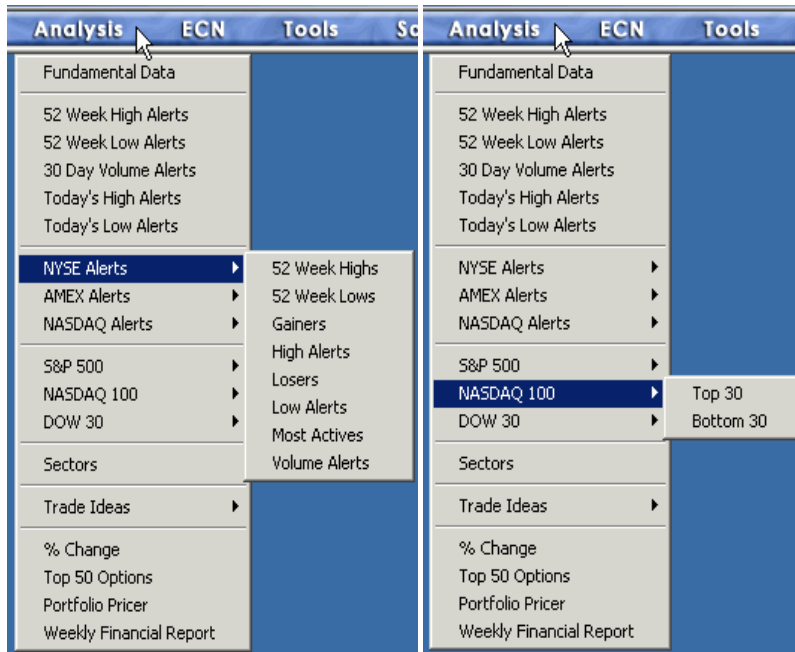 Analysis ECN Tools Sc
Fundamental Data
52 Week High Alerts
52 Week Low Alerts
30 Day Volume Alerts
Today's High Alerts
Today's Low Alerts
NYSE Alerts
AMEX Alerts
NASDAQ Alerts
S&P 500
NASDAQ 100
DOW 30
Sectors
Trade Ideas
% Change
Top 50 Options
Portfolio Pricer
Weekly Financial Report
52 Week Highs
52 Week Lows
Gainers
High Alerts
Losers
Low Alerts
Most Actives
Volume Alerts
Analysis ECN Tools
Fundamental Data
52 Week High Alerts
52 Week Low Alerts
30 Day Volume Alerts
Today's High Alerts
Today's Low Alerts
NYSE Alerts
AMEX Alerts
NASDAQ Alerts
S&P 500
NASDAQ 100
DOW 30
Sectors
Trade Ideas
% Change
Top 50 Options
Portfolio Pricer
Weekly Financial Report
Top 30
Bottom 30